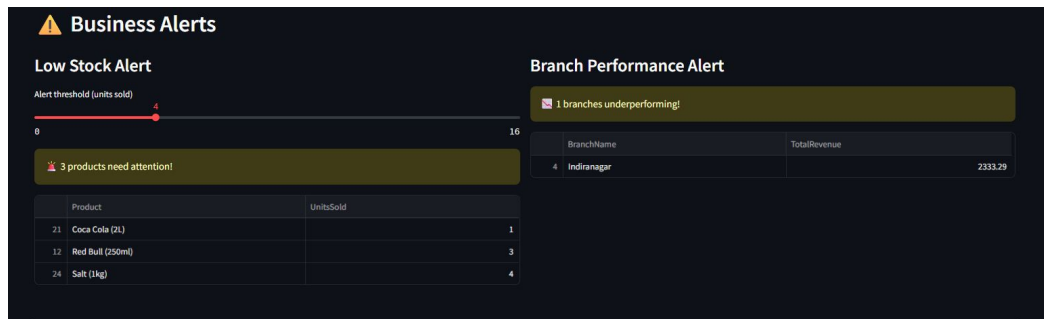 ⚠️ Business Alerts
Low Stock Alert
Alert threshold (units sold)
4
0 16
🚨 3 products need attention!
Product UnitsSold
21 Coca Cola (2L) 1
12 Red Bull (250ml) 3
24 Salt (1kg) 4
Branch Performance Alert
📉 1 branches underperforming!
BranchName TotalRevenue
4 Indiranagar 2333.29